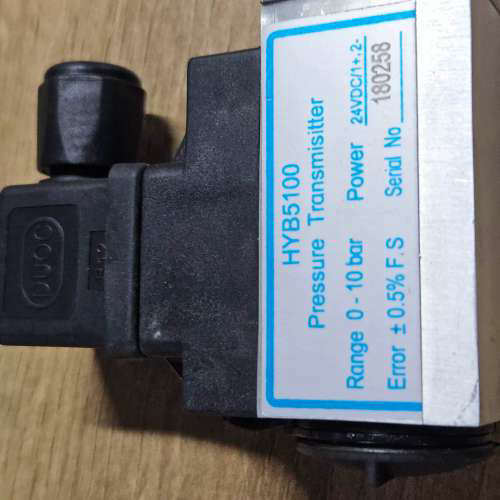 HYB5100
Pressure Transmisitter
Range 0 - 10 bar Power 24VDC/1+,2-
Error ± 0.5% F.S Serial No 180258